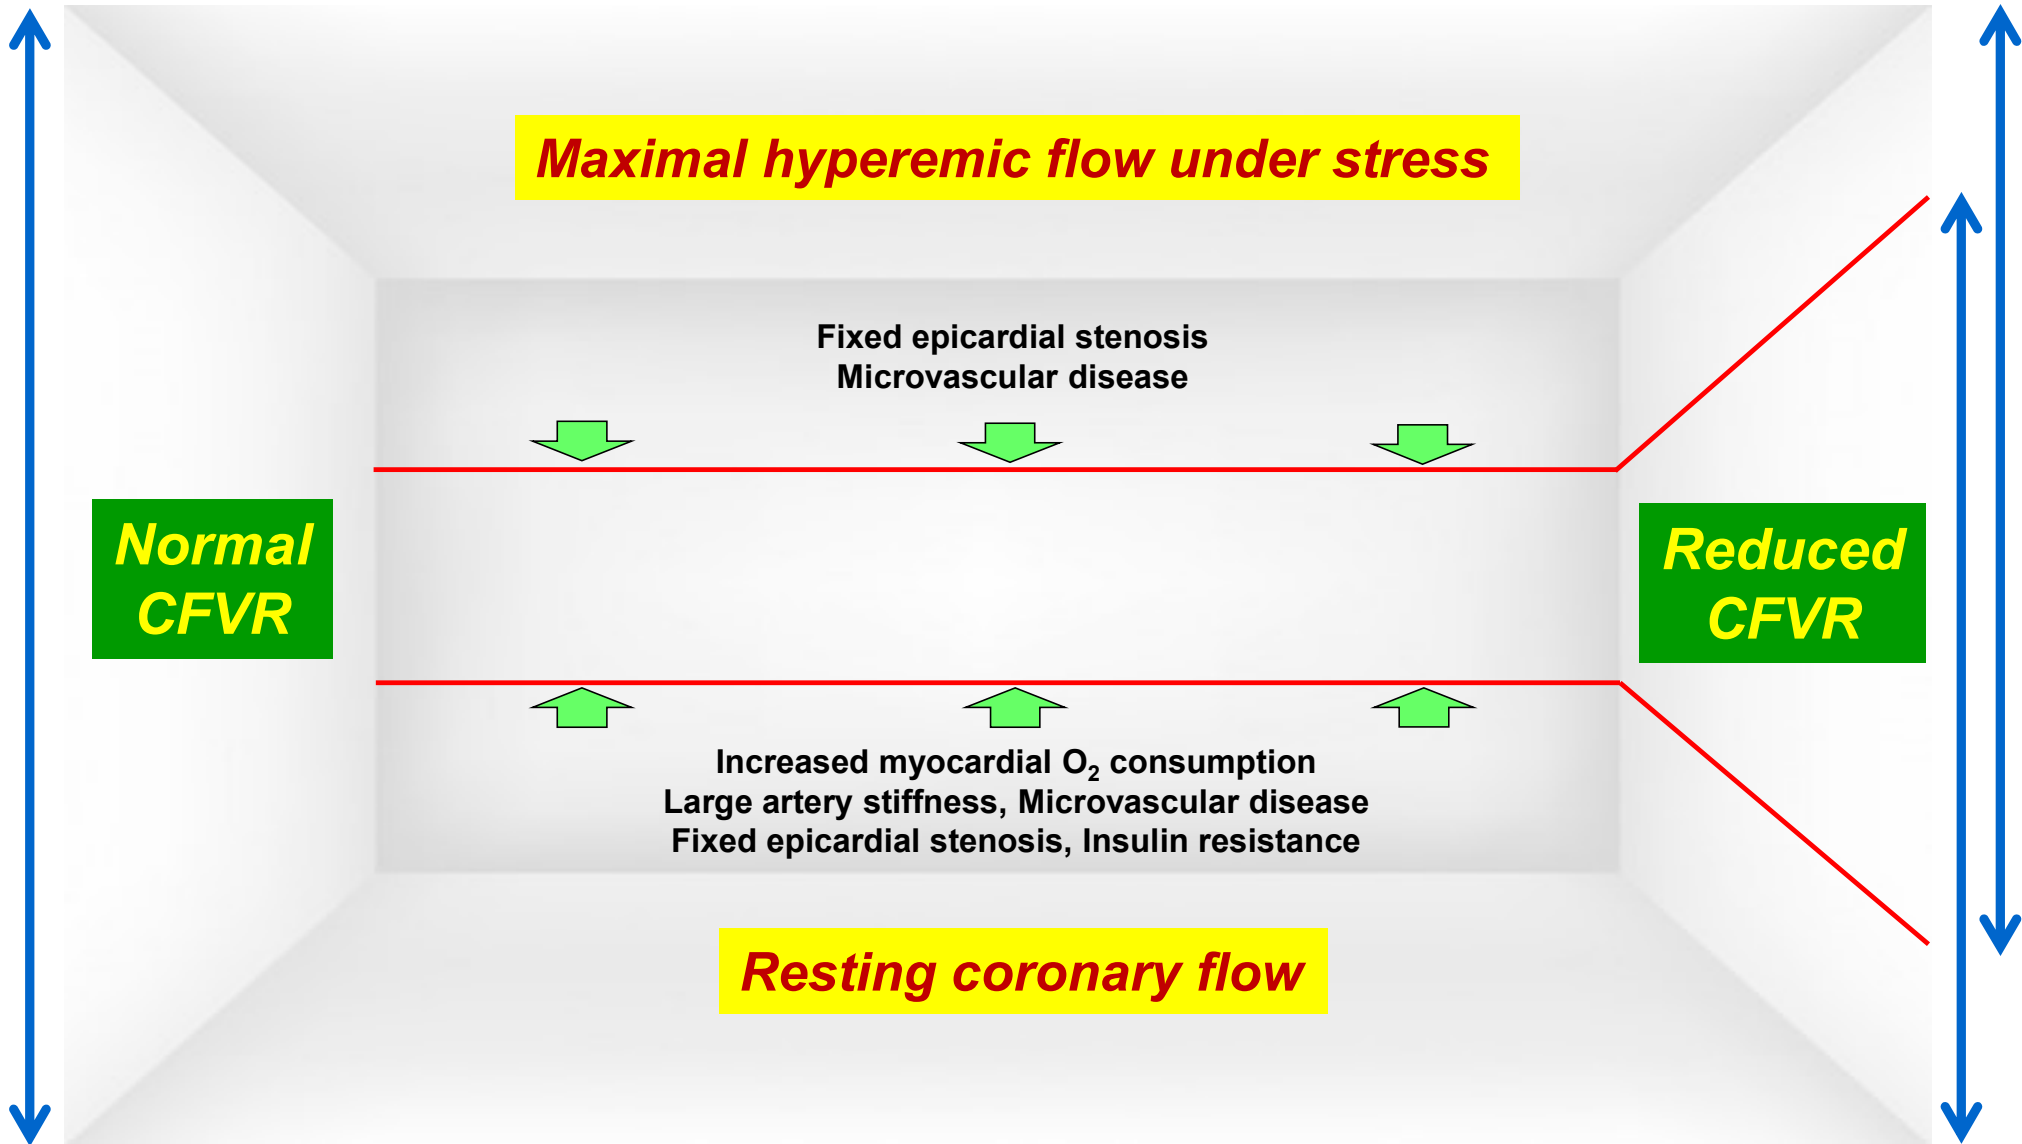 Maximal hyperemic flow under stress
Fixed epicardial stenosis
Microvascular disease
Normal
CFVR
Reduced
CFVR
Increased myocardial O₂ consumption
Large artery stiffness, Microvascular disease
Fixed epicardial stenosis, Insulin resistance
Resting coronary flow